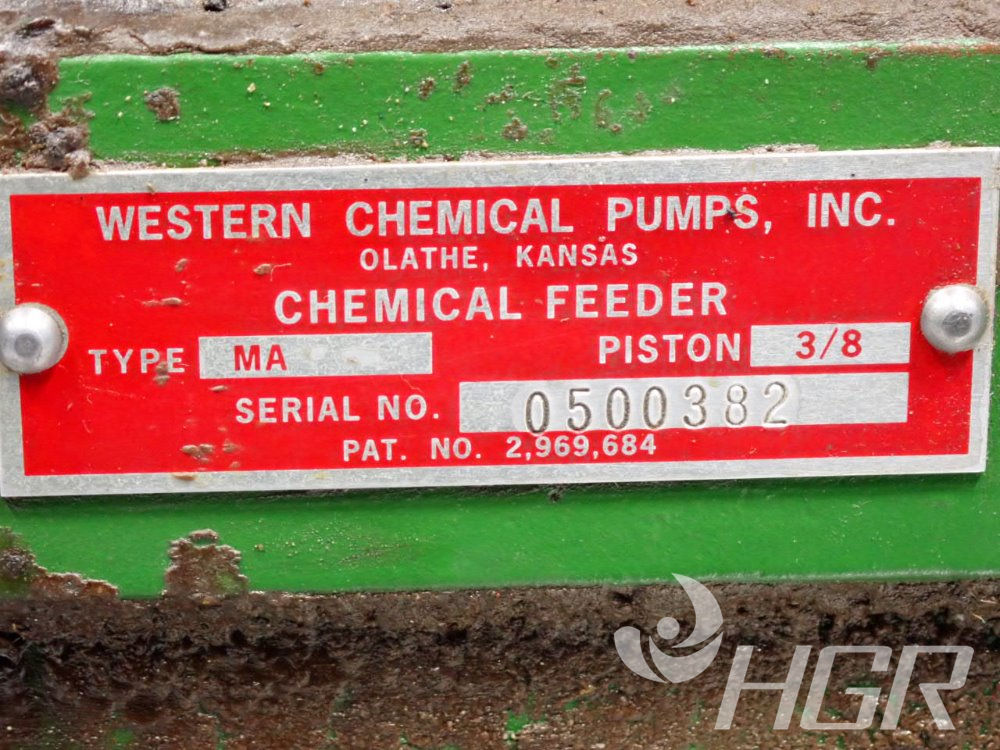 WESTERN CHEMICAL PUMPS, INC.
OLATHE, KANSAS
CHEMICAL FEEDER
TYPE MA PISTON 3/8
SERIAL NO. 0500382
PAT. NO. 2,969,684
HGR